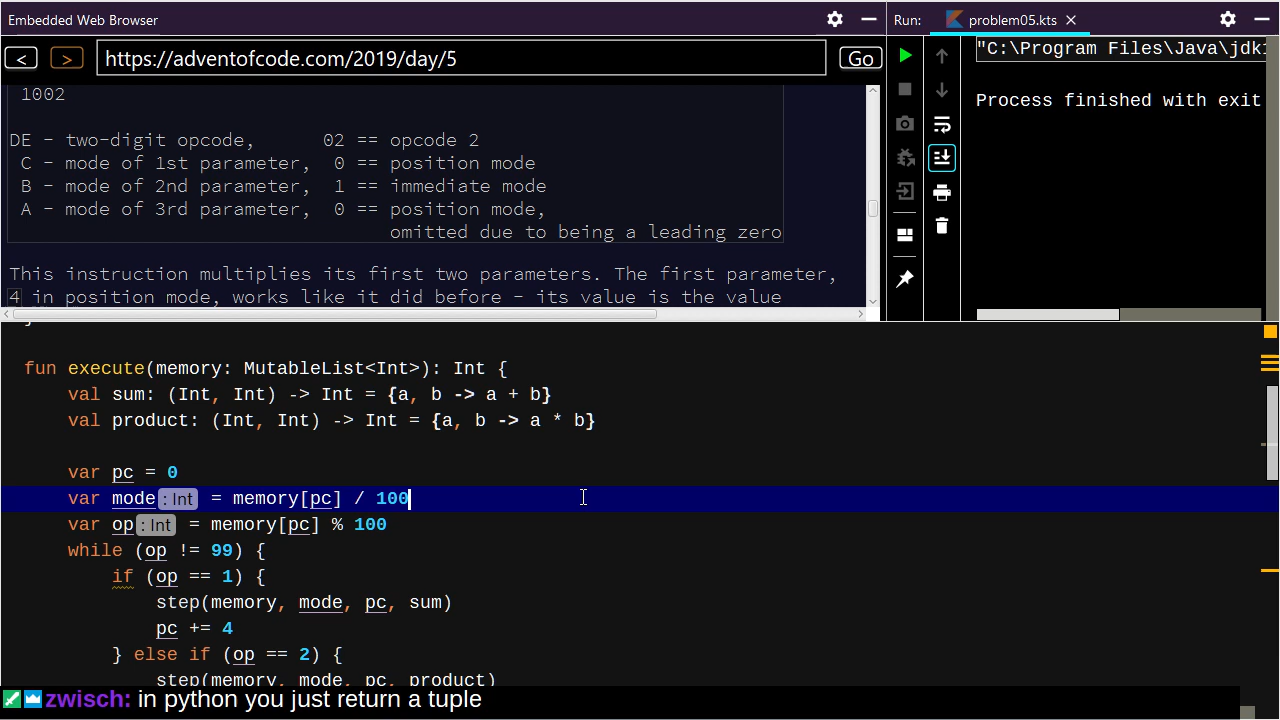 Embedded Web Browser
Run: problem05.kts
< > https://adventofcode.com/2019/day/5 Go
"C:\Program Files\Java\jdk
Process finished with exit
1002
DE - two-digit opcode, 02 == opcode 2
C - mode of 1st parameter, 0 == position mode
B - mode of 2nd parameter, 1 == immediate mode
A - mode of 3rd parameter, 0 == position mode,
omitted due to being a leading zero
This instruction multiplies its first two parameters. The first parameter,
4 in position mode, works like it did before - its value is the value
}
fun execute(memory: MutableList<Int>): Int {
val sum: (Int, Int) -> Int = {a, b -> a + b}
val product: (Int, Int) -> Int = {a, b -> a * b}
var pc = 0
var mode : Int = memory[pc] / 100
var op : Int = memory[pc] % 100
while (op != 99) {
if (op == 1) {
step(memory, mode, pc, sum)
pc += 4
} else if (op == 2) {
step(memory, mode, pc, product)
zwisch: in python you just return a tuple